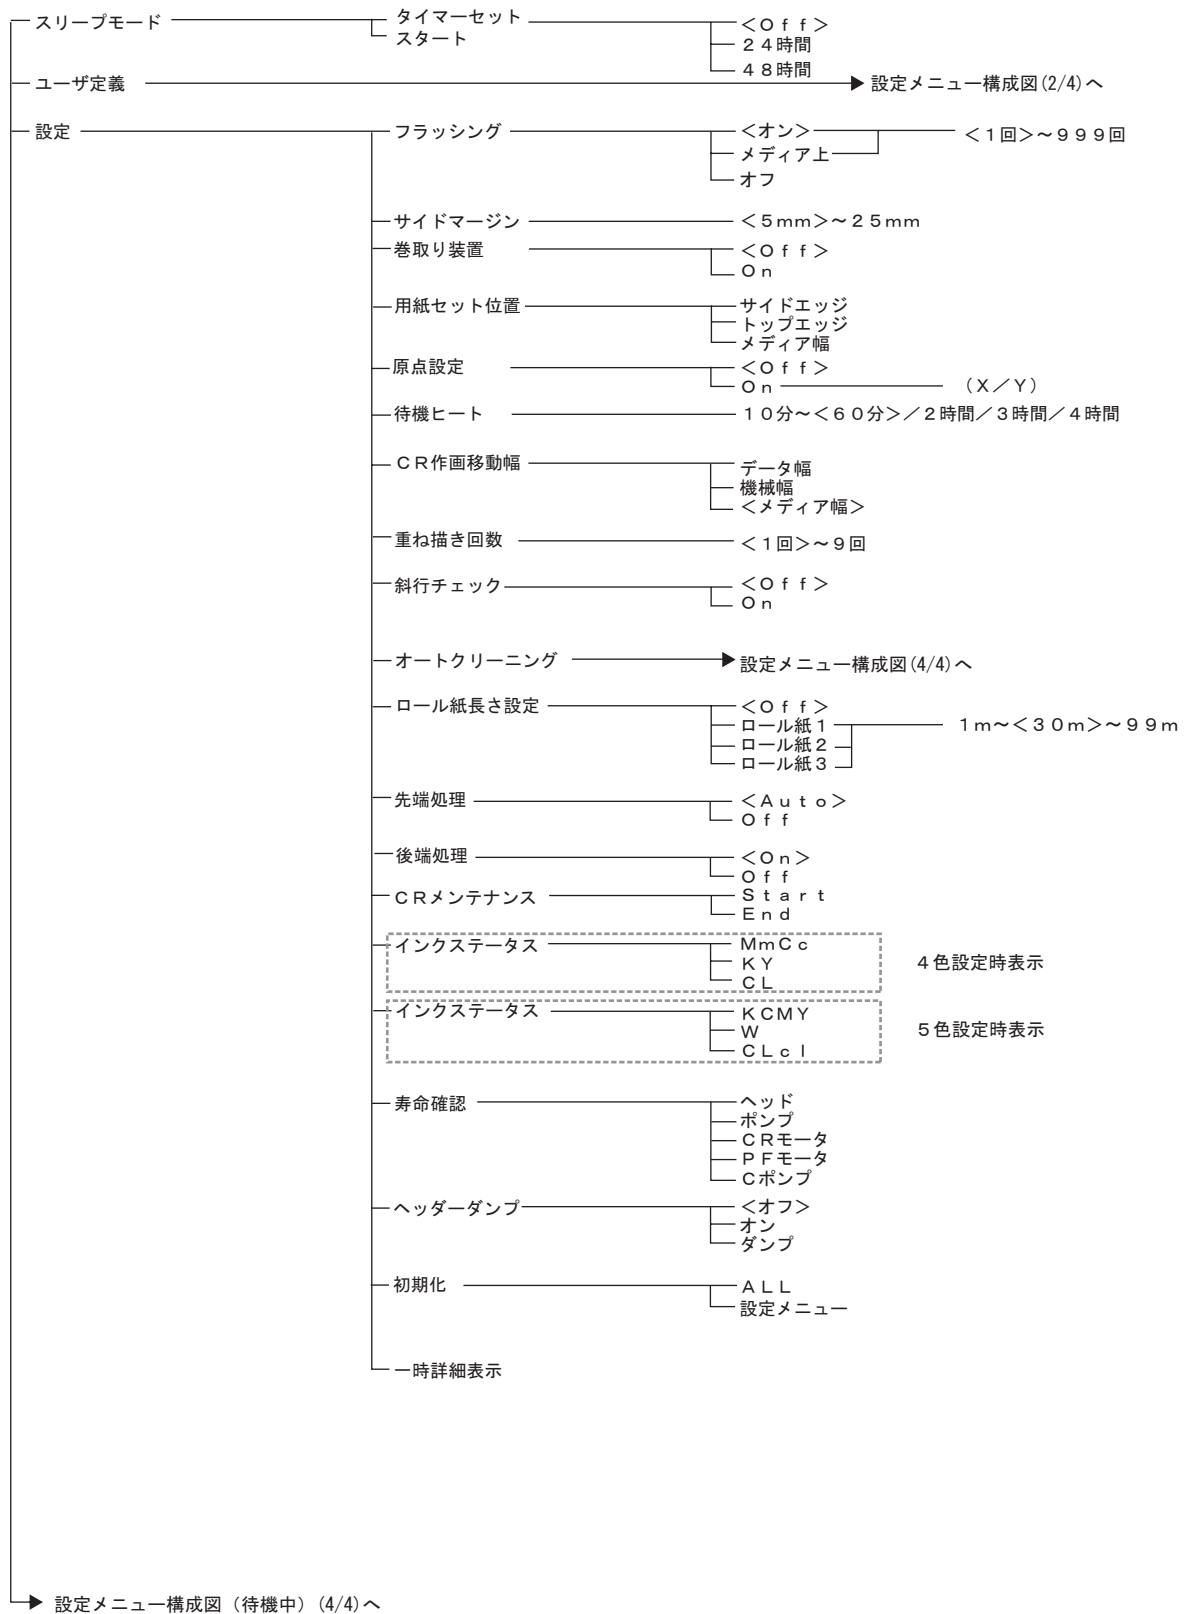 スリープモード タイマーセット <Ｏｆｆ>
スタート ２４時間
４８時間
ユーザ定義 設定メニュー構成図(2/4)へ
設定 フラッシング <オン> <１回>～９９９回
メディア上
オフ
サイドマージン <５ｍｍ>～２５ｍｍ
巻取り装置 <Ｏｆｆ>
Ｏｎ
用紙セット位置 サイドエッジ
トップエッジ
メディア幅
原点設定 <Ｏｆｆ>
Ｏｎ （Ｘ／Ｙ）
待機ヒート １０分～<６０分>／２時間／３時間／４時間
ＣＲ作画移動幅 データ幅
機械幅
<メディア幅>
重ね描き回数 <１回>～９回
斜行チェック <Ｏｆｆ>
Ｏｎ
オートクリーニング 設定メニュー構成図(4/4)へ
ロール紙長さ設定 <Ｏｆｆ>
ロール紙１ １ｍ～<３０ｍ>～９９ｍ
ロール紙２
ロール紙３
先端処理 <Ａｕｔｏ>
Ｏｆｆ
後端処理 <Ｏｎ>
Ｏｆｆ
ＣＲメンテナンス Ｓｔａｒｔ
Ｅｎｄ
インクステータス ＭｍＣｃ
ＫＹ ４色設定時表示
ＣＬ
インクステータス ＫＣＭＹ
Ｗ ５色設定時表示
ＣＬｃｌ
寿命確認 ヘッド
ポンプ
ＣＲモータ
ＰＦモータ
Ｃポンプ
ヘッダーダンプ <オフ>
オン
ダンプ
初期化 ＡＬＬ
設定メニュー
一時詳細表示
設定メニュー構成図（待機中）(4/4)へ